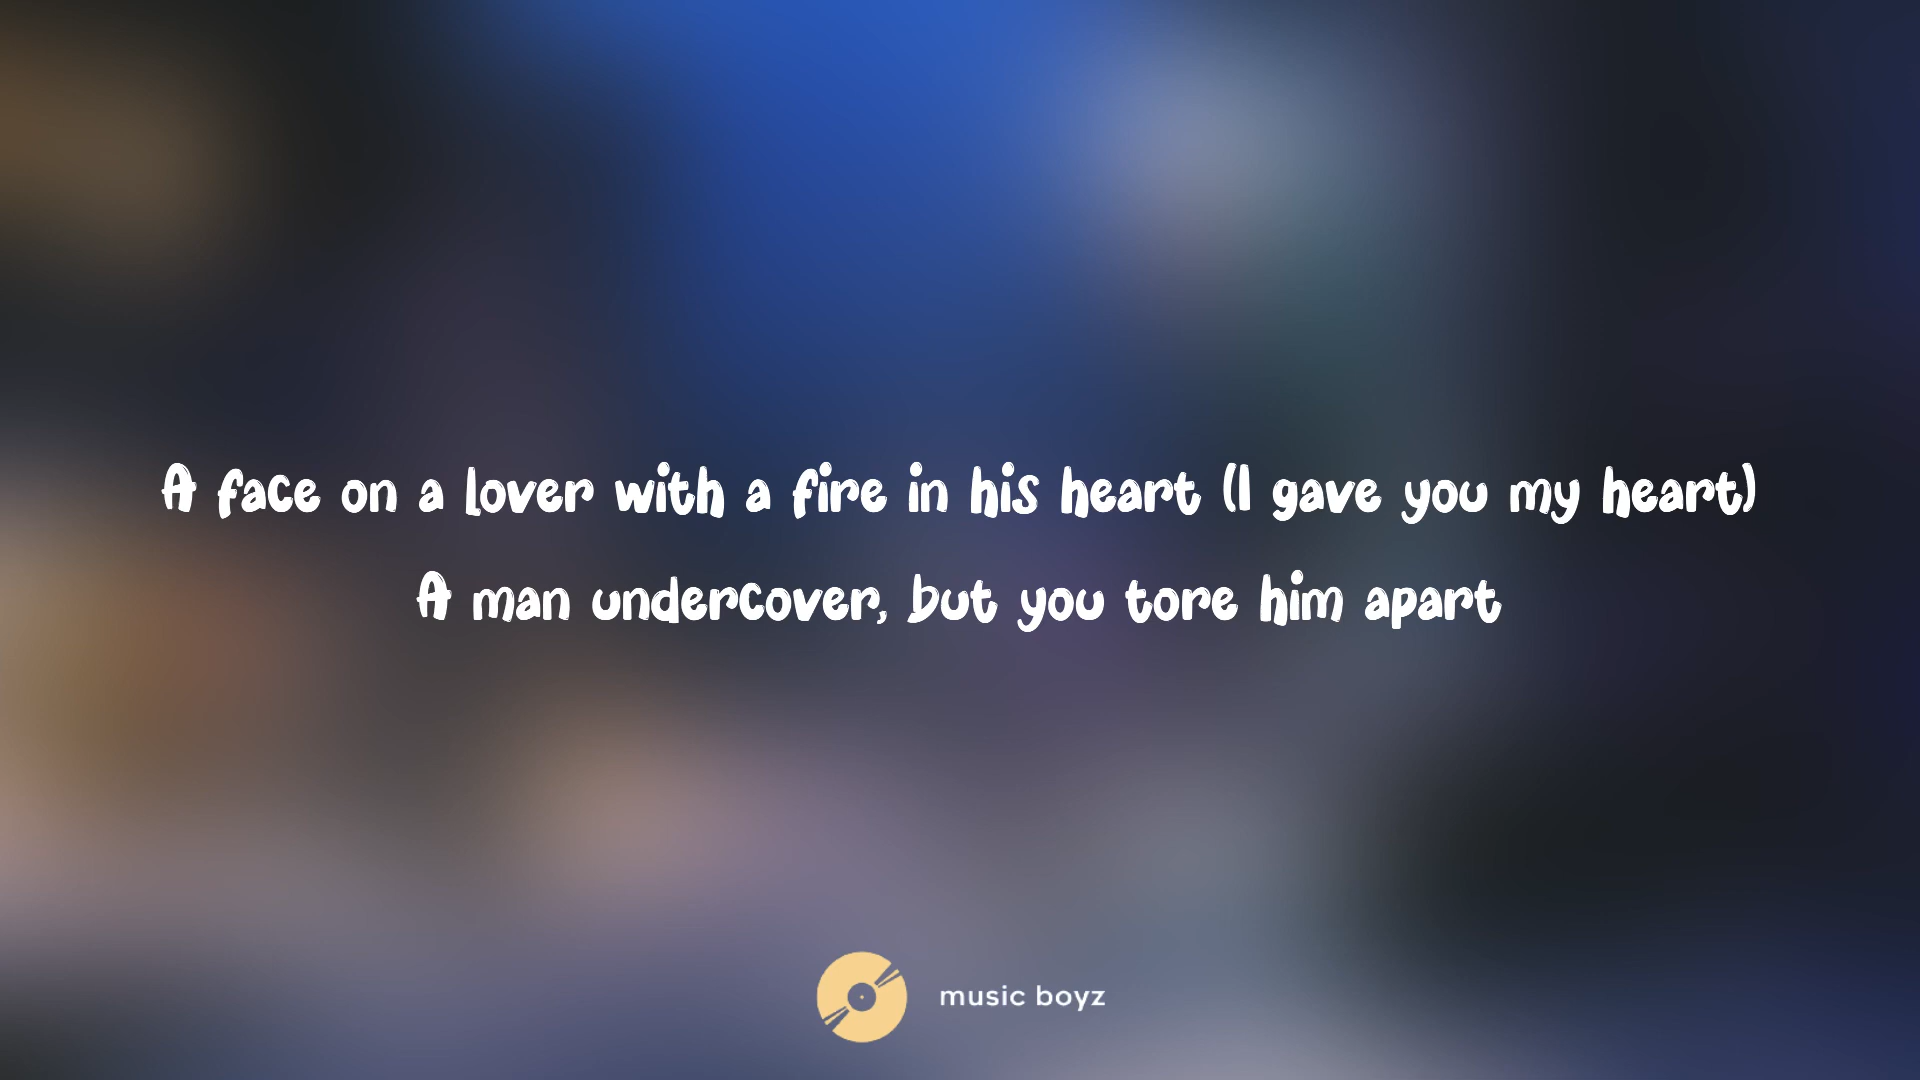 A face on a lover with a fire in his heart (I gave you my heart)
A man undercover, but you tore him apart
music boyz